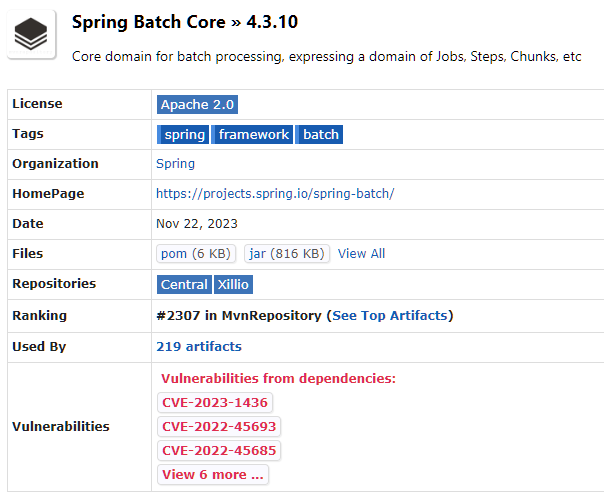 Spring Batch Core » 4.3.10
Core domain for batch processing, expressing a domain of Jobs, Steps, Chunks, etc
License Apache 2.0
Tags spring framework batch
Organization Spring
HomePage https://projects.spring.io/spring-batch/
Date Nov 22, 2023
Files pom (6 KB) jar (816 KB) View All
Repositories Central Xillio
Ranking #2307 in MvnRepository (See Top Artifacts)
Used By 219 artifacts
Vulnerabilities Vulnerabilities from dependencies:
CVE-2023-1436
CVE-2022-45693
CVE-2022-45685
View 6 more ...